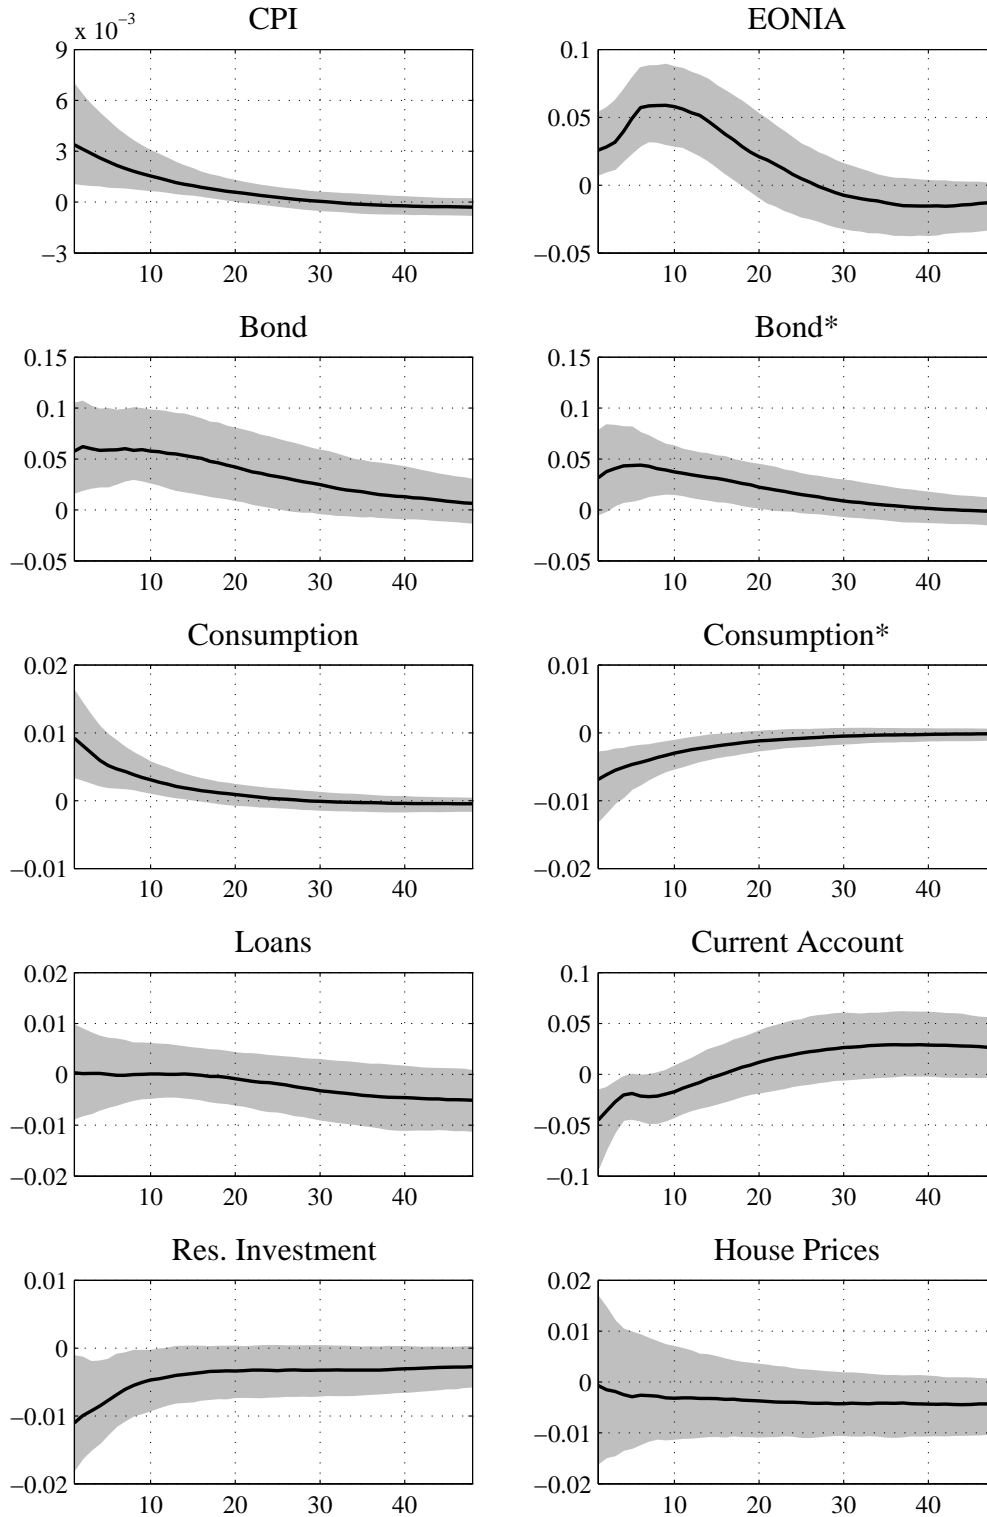 CPI
x 10⁻³
9
6
3
0
−3
10 20 30 40
EONIA
0.1
0.05
0
−0.05
10 20 30 40
Bond
0.15
0.1
0.05
0
−0.05
10 20 30 40
Bond*
0.15
0.1
0.05
0
−0.05
10 20 30 40
Consumption
0.02
0.01
0
−0.01
10 20 30 40
Consumption*
0.01
0
−0.01
−0.02
10 20 30 40
Loans
0.02
0.01
0
−0.01
−0.02
10 20 30 40
Current Account
0.1
0.05
0
−0.05
−0.1
10 20 30 40
Res. Investment
0.01
0
−0.01
−0.02
10 20 30 40
House Prices
0.02
0.01
0
−0.01
−0.02
10 20 30 40